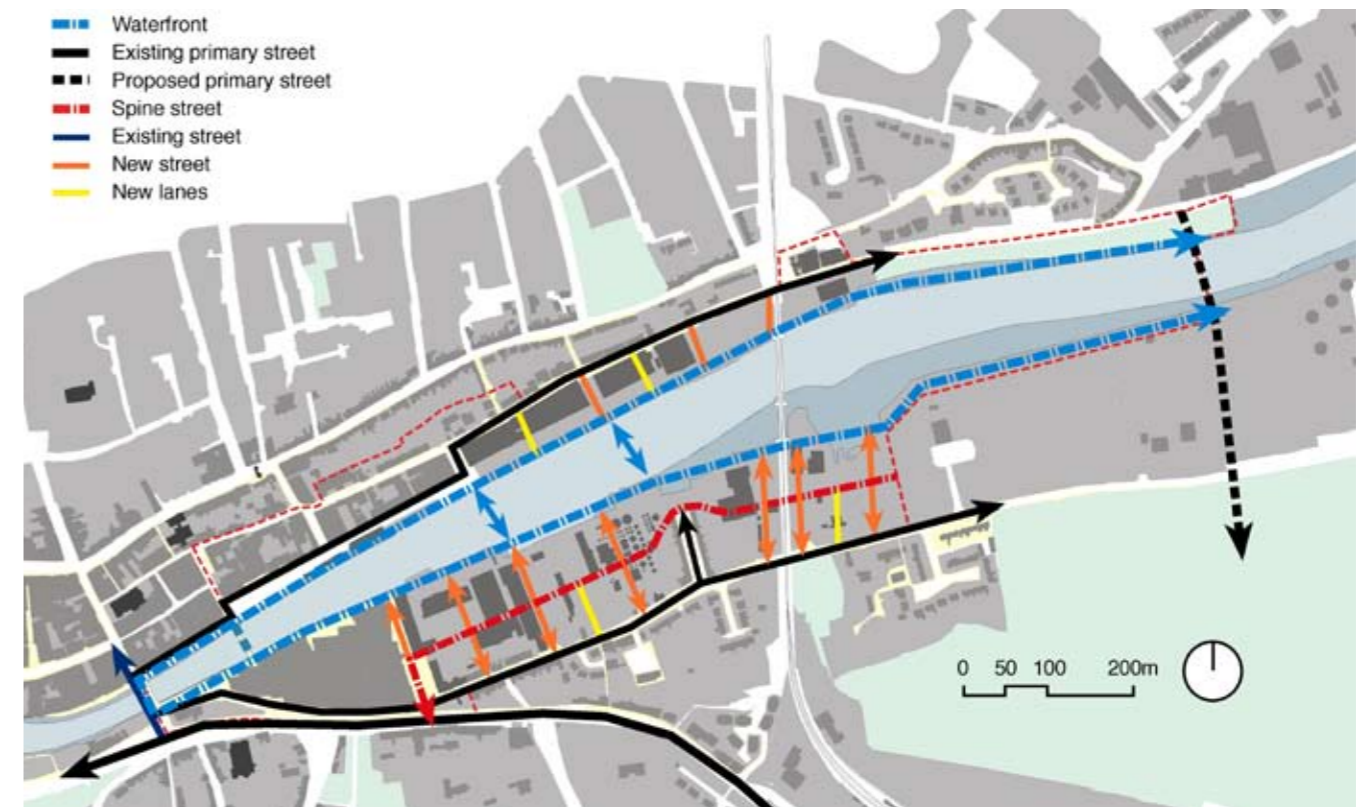 Waterfront
Existing primary street
Proposed primary street
Spine street
Existing street
New street
New lanes
0 50 100 200m